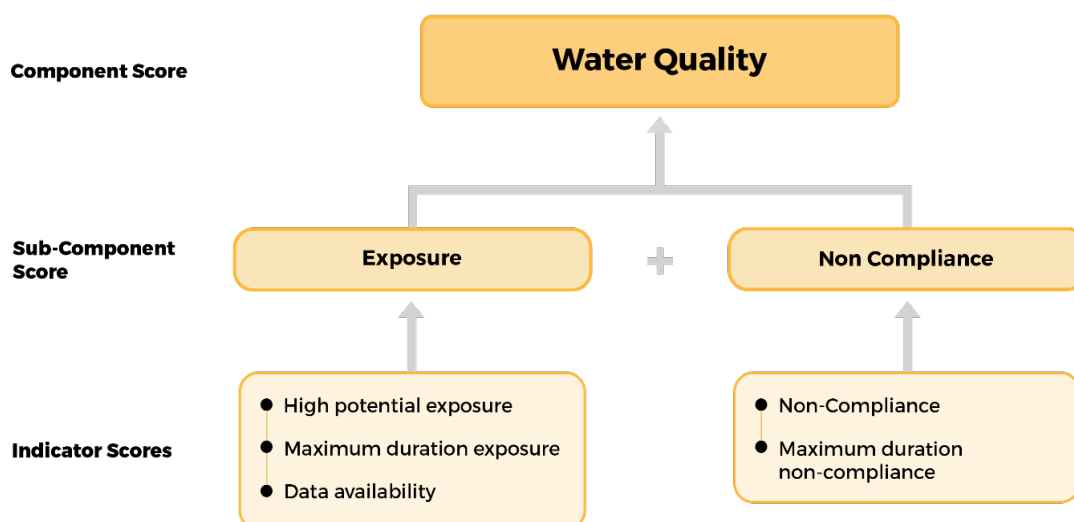 Component Score
Water Quality
Sub-Component
Score
Exposure
+
Non Compliance
Indicator Scores
High potential exposure
Maximum duration exposure
Data availability
Non-Compliance
Maximum duration
non-compliance